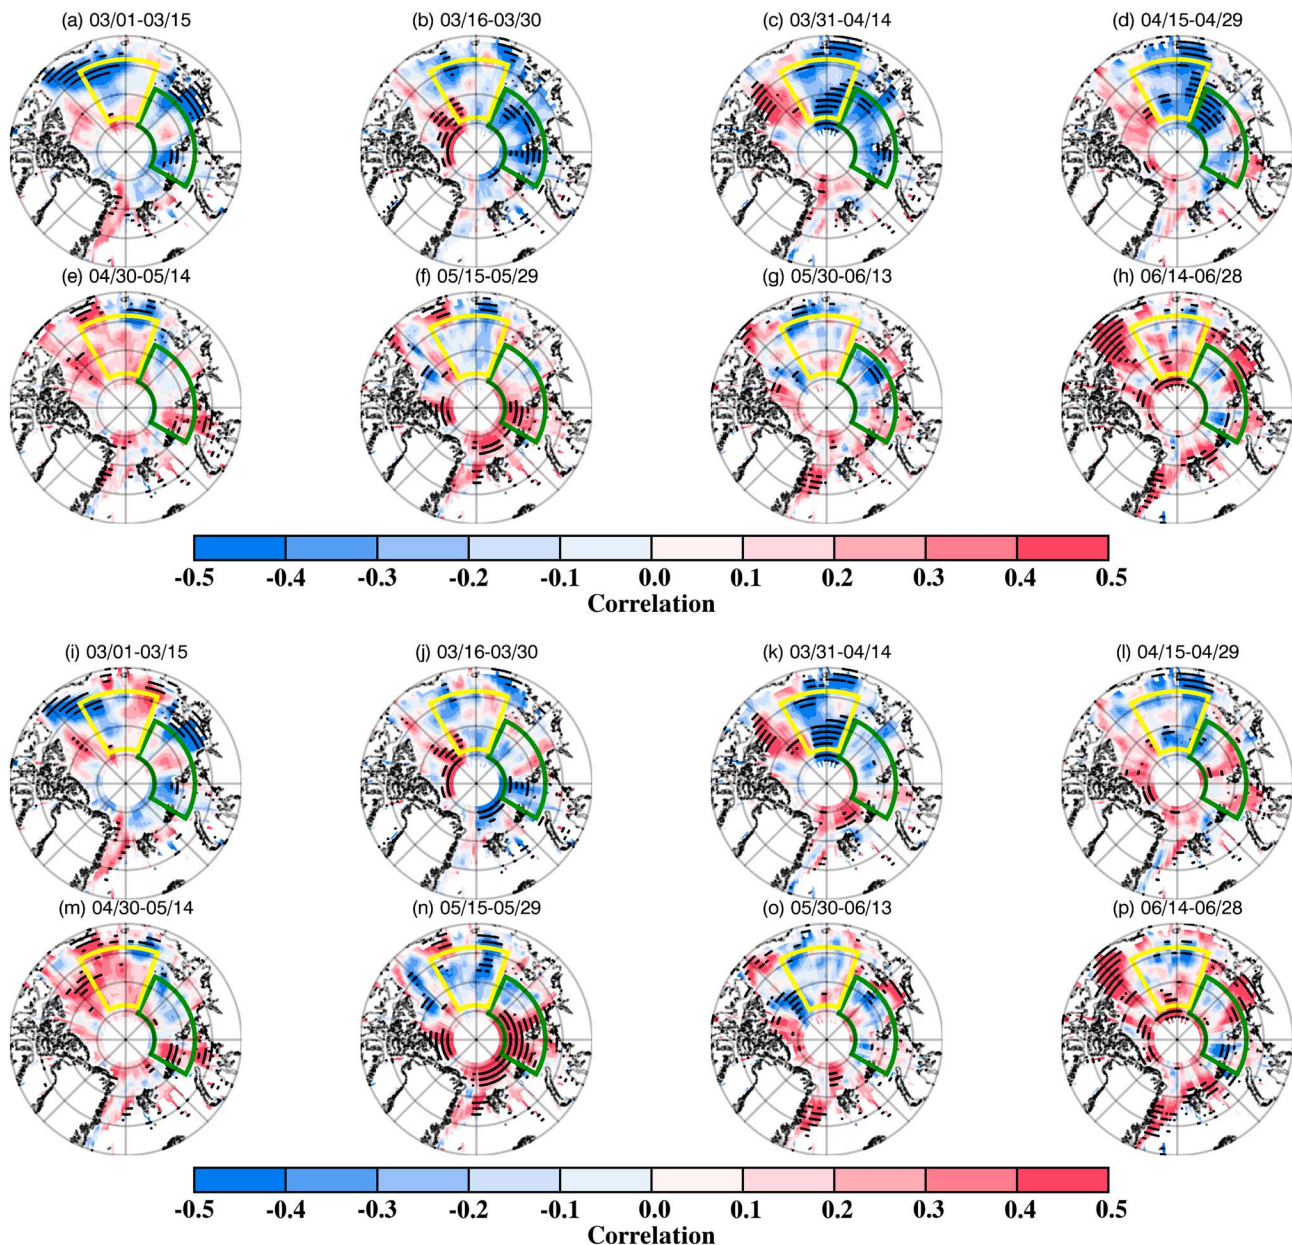 (a) 03/01-03/15 (b) 03/16-03/30 (c) 03/31-04/14 (d) 04/15-04/29
(e) 04/30-05/14 (f) 05/15-05/29 (g) 05/30-06/13 (h) 06/14-06/28
-0.5 -0.4 -0.3 -0.2 -0.1 0.0 0.1 0.2 0.3 0.4 0.5
Correlation
(i) 03/01-03/15 (j) 03/16-03/30 (k) 03/31-04/14 (l) 04/15-04/29
(m) 04/30-05/14 (n) 05/15-05/29 (o) 05/30-06/13 (p) 06/14-06/28
-0.5 -0.4 -0.3 -0.2 -0.1 0.0 0.1 0.2 0.3 0.4 0.5
Correlation